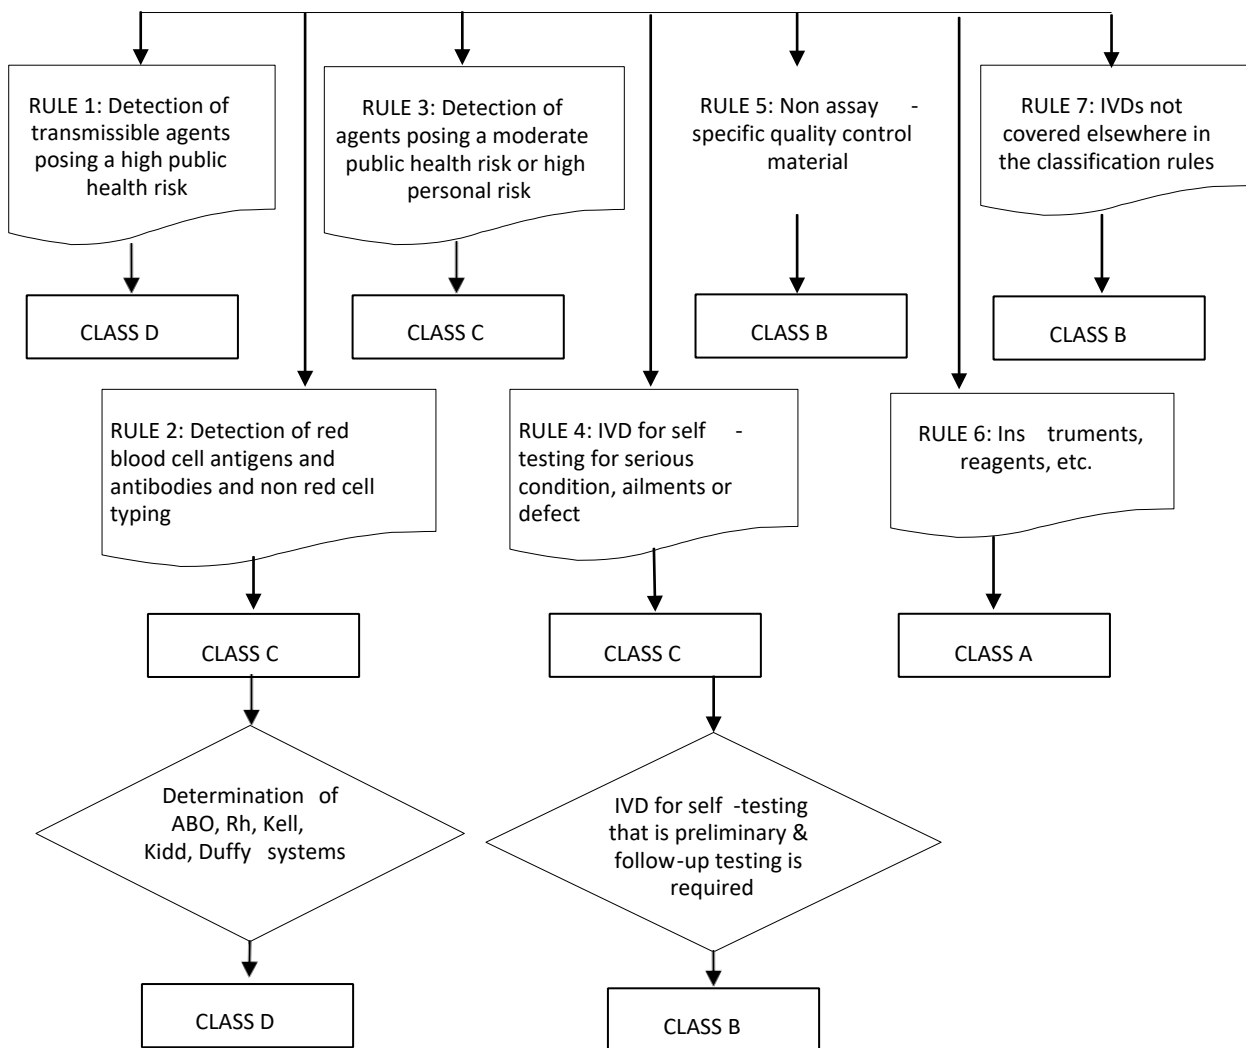 RULE 1: Detection of
transmissible agents
posing a high public
health risk
RULE 3: Detection of
agents posing a moderate
public health risk or high
personal risk
RULE 5: Non assay -
specific quality control
material
RULE 7: IVDs not
covered elsewhere in
the classification rules
CLASS D
CLASS C
CLASS B
CLASS B
RULE 2: Detection of red
blood cell antigens and
antibodies and non red cell
typing
RULE 4: IVD for self -
testing for serious
condition, ailments or
defect
RULE 6: Ins truments,
reagents, etc.
CLASS C
CLASS C
CLASS A
Determination of
ABO, Rh, Kell,
Kidd, Duffy systems
IVD for self -testing
that is preliminary &
follow-up testing is
required
CLASS D
CLASS B